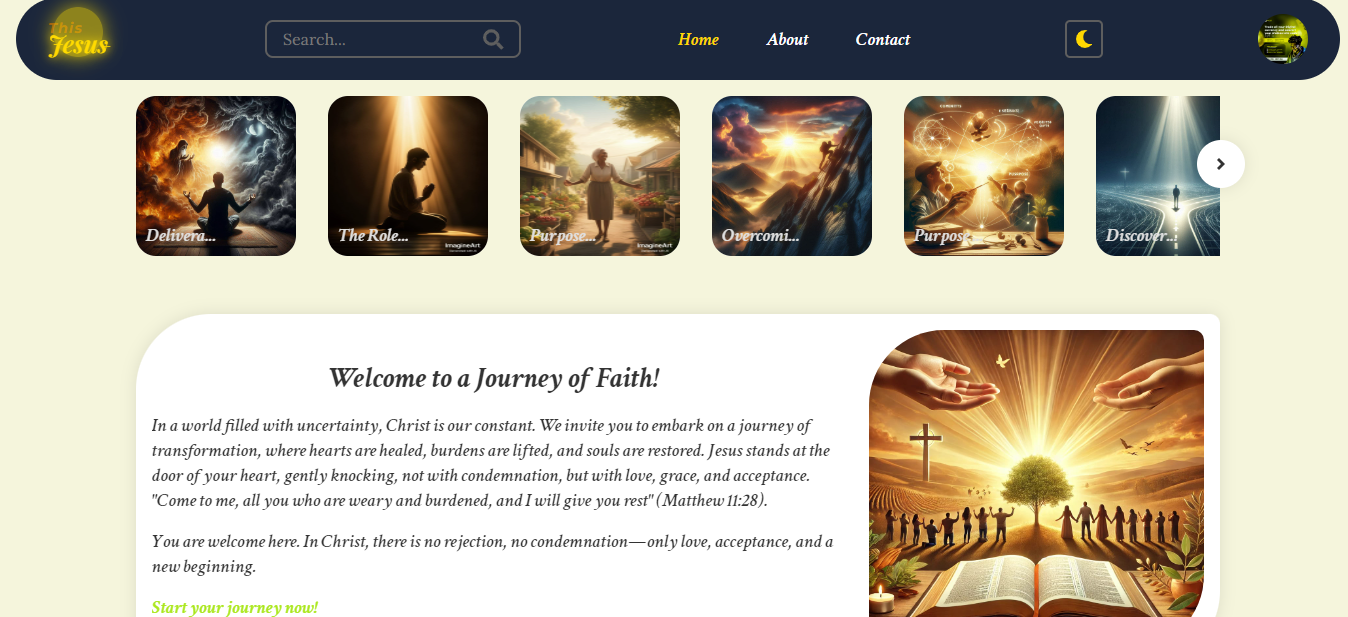 This
Jesus
Search...
Home
About
Contact
Delivera...
The Role...
ImagineArt
Purpose...
ImagineArt
Overcomi...
Purpose...
Discover...
Welcome to a Journey of Faith!
In a world filled with uncertainty, Christ is our constant. We invite you to embark on a journey of
transformation, where hearts are healed, burdens are lifted, and souls are restored. Jesus stands at the
door of your heart, gently knocking, not with condemnation, but with love, grace, and acceptance.
"Come to me, all you who are weary and burdened, and I will give you rest" (Matthew 11:28).
You are welcome here. In Christ, there is no rejection, no condemnation—only love, acceptance, and a
new beginning.
Start your journey now!